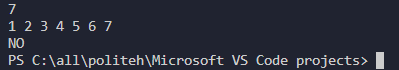 7
1 2 3 4 5 6 7
NO
PS C:\all\politeh\Microsoft VS Code projects>